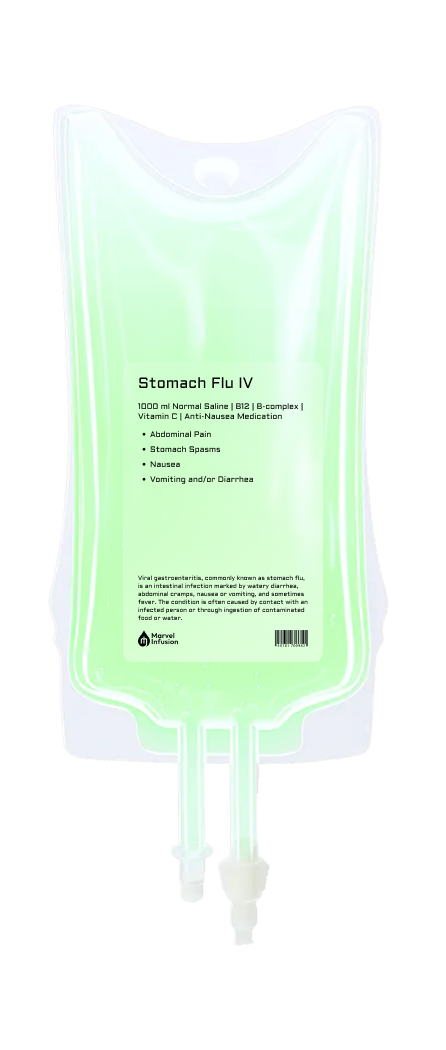 Stomach Flu IV
1000 ml Normal Saline | B12 | B-complex |
Vitamin C | Anti-Nausea Medication
• Abdominal Pain
• Stomach Spasms
• Nausea
• Vomiting and/or Diarrhea
Viral gastroenteritis, commonly known as stomach flu,
is an intestinal infection marked by watery diarrhea,
abdominal cramps, nausea or vomiting, and sometimes
fever. The condition is often caused by contact with an
infected person or through ingestion of contaminated
food or water.
Marvel
Infusion